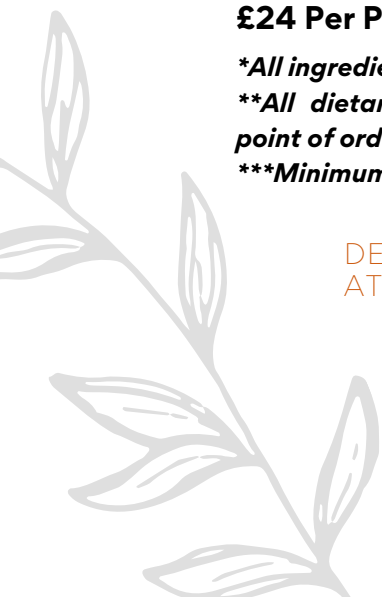 £24 Per P
*All ingredie
**All dietar
point of ord
***Minimum
DE
AT